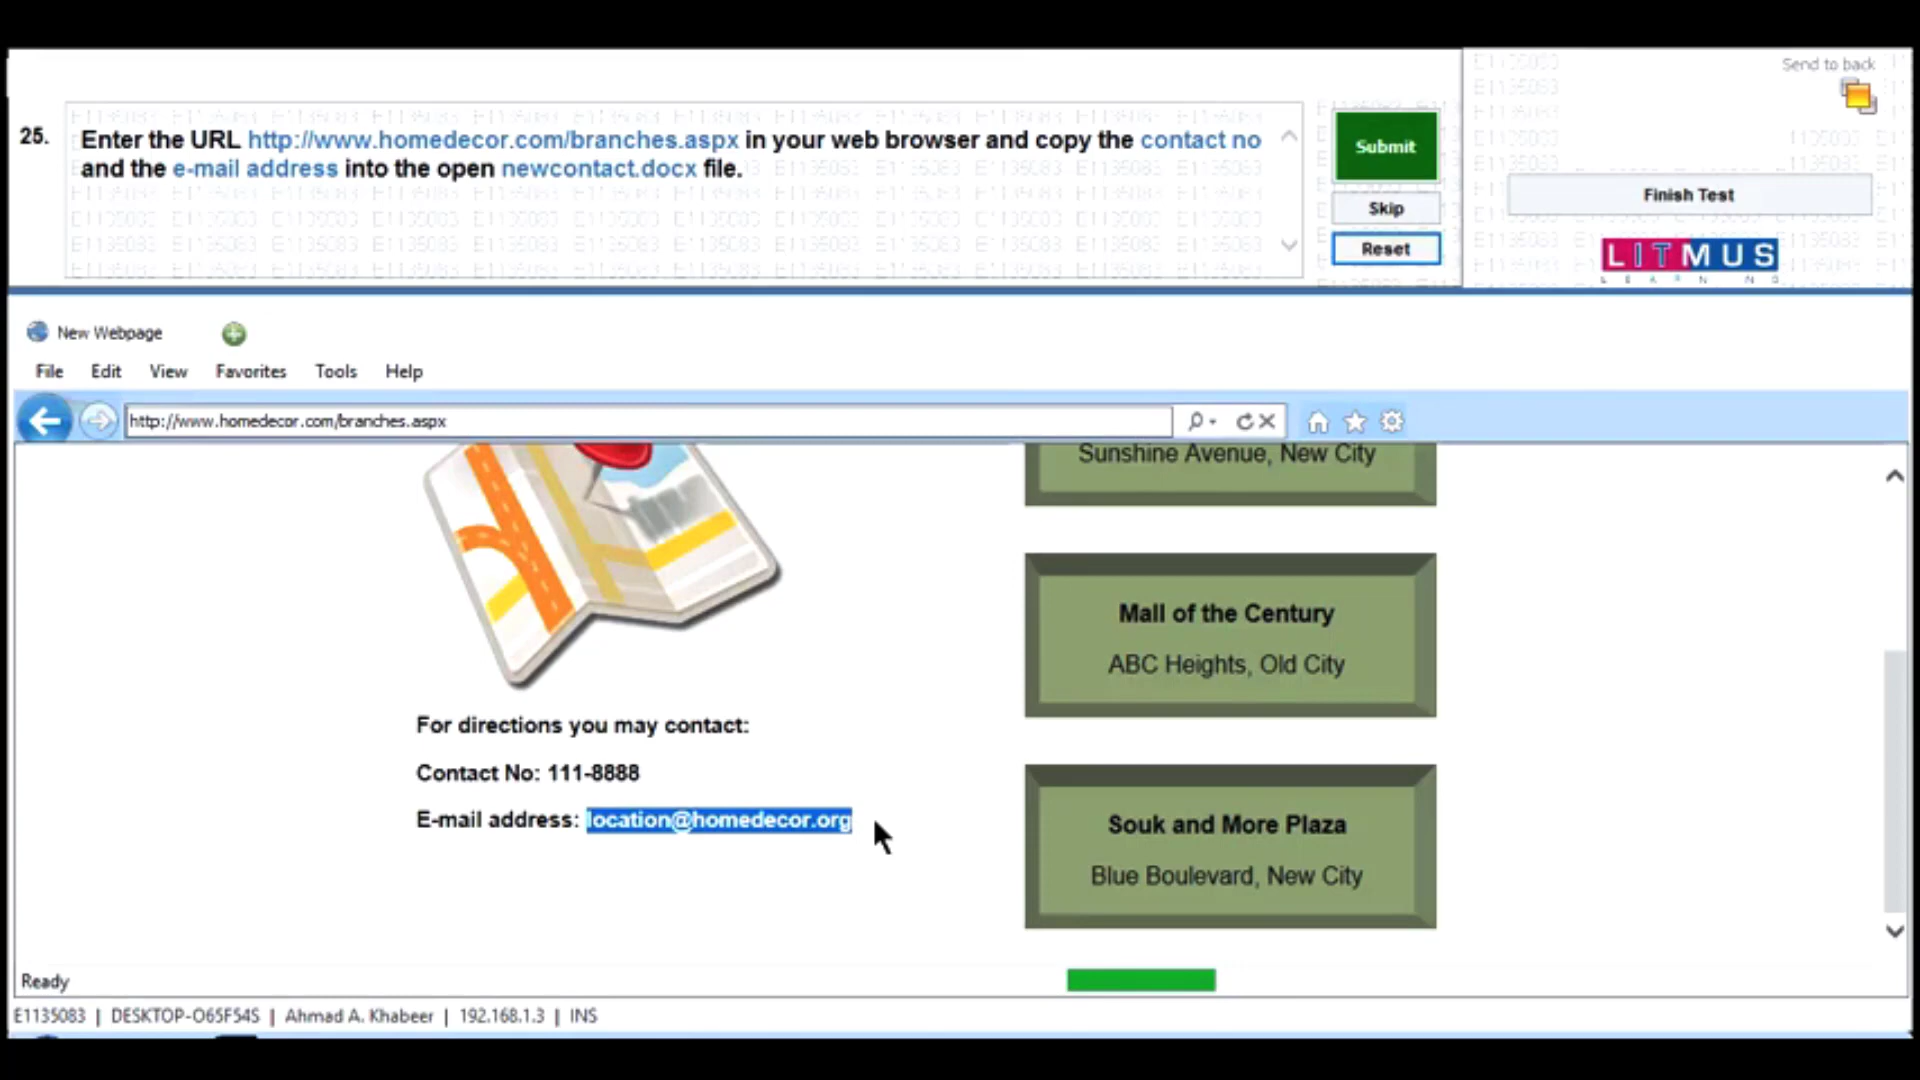 Send to back
25.
Enter the URL http://www.homedecor.com/branches.aspx in your web browser and copy the contact no
and the e-mail address into the open newcontact.docx file.
Submit
Skip
Reset
Finish Test
LITMUS
LEARNING
New Webpage
File Edit View Favorites Tools Help
http://www.homedecor.com/branches.aspx
Sunshine Avenue, New City
Mall of the Century
ABC Heights, Old City
For directions you may contact:
Contact No: 111-8888
E-mail address: location@homedecor.org
Souk and More Plaza
Blue Boulevard, New City
Ready
E1135083 | DESKTOP-O65F54S | Ahmad A. Khabeer | 192.168.1.3 | INS